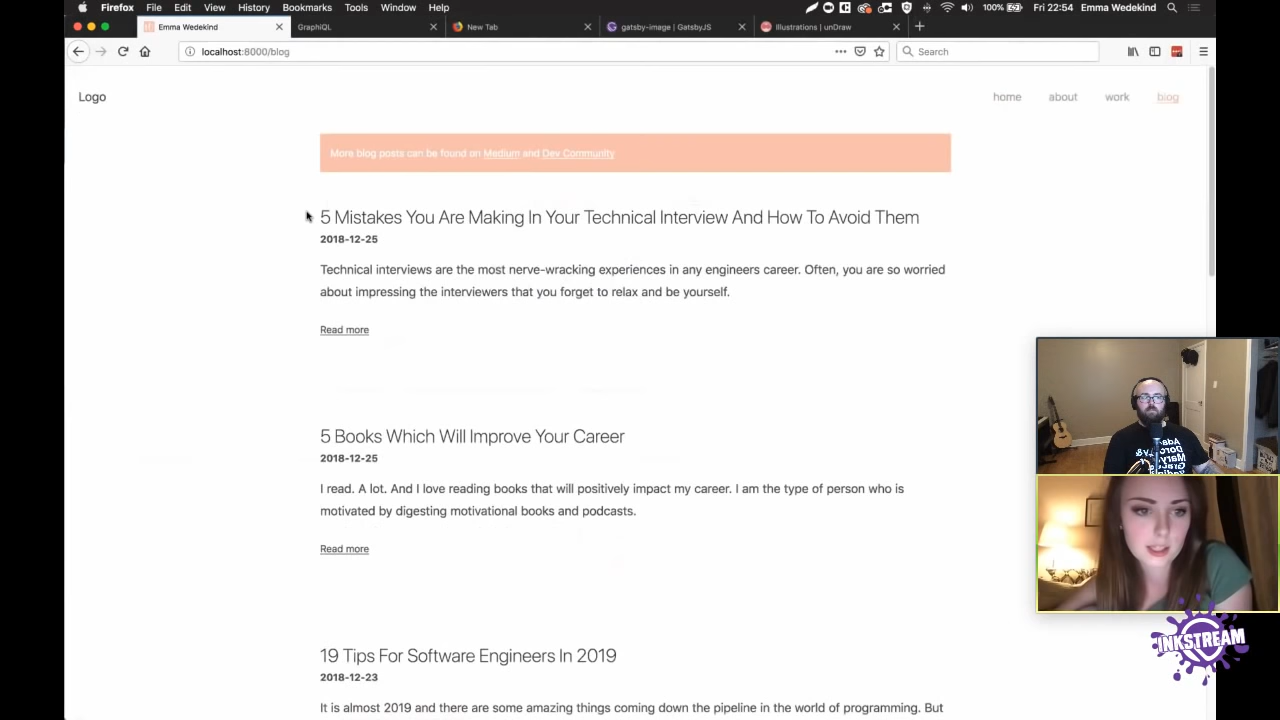 Firefox File Edit View History Bookmarks Tools Window Help 100% Fri 22:54 Emma Wedekind
Emma Wedekind GraphiQL New Tab gatsby-image | GatsbyJS Illustrations | unDraw
localhost:8000/blog Search
Logo home about work blog
More blog posts can be found on Medium and Dev Community
5 Mistakes You Are Making In Your Technical Interview And How To Avoid Them
2018-12-25
Technical interviews are the most nerve-wracking experiences in any engineers career. Often, you are so worried
about impressing the interviewers that you forget to relax and be yourself.
Read more
5 Books Which Will Improve Your Career
2018-12-25
I read. A lot. And I love reading books that will positively impact my career. I am the type of person who is
motivated by digesting motivational books and podcasts.
Read more
19 Tips For Software Engineers In 2019
2018-12-23
It is almost 2019 and there are some amazing things coming down the pipeline in the world of programming. But
INKSTREAM